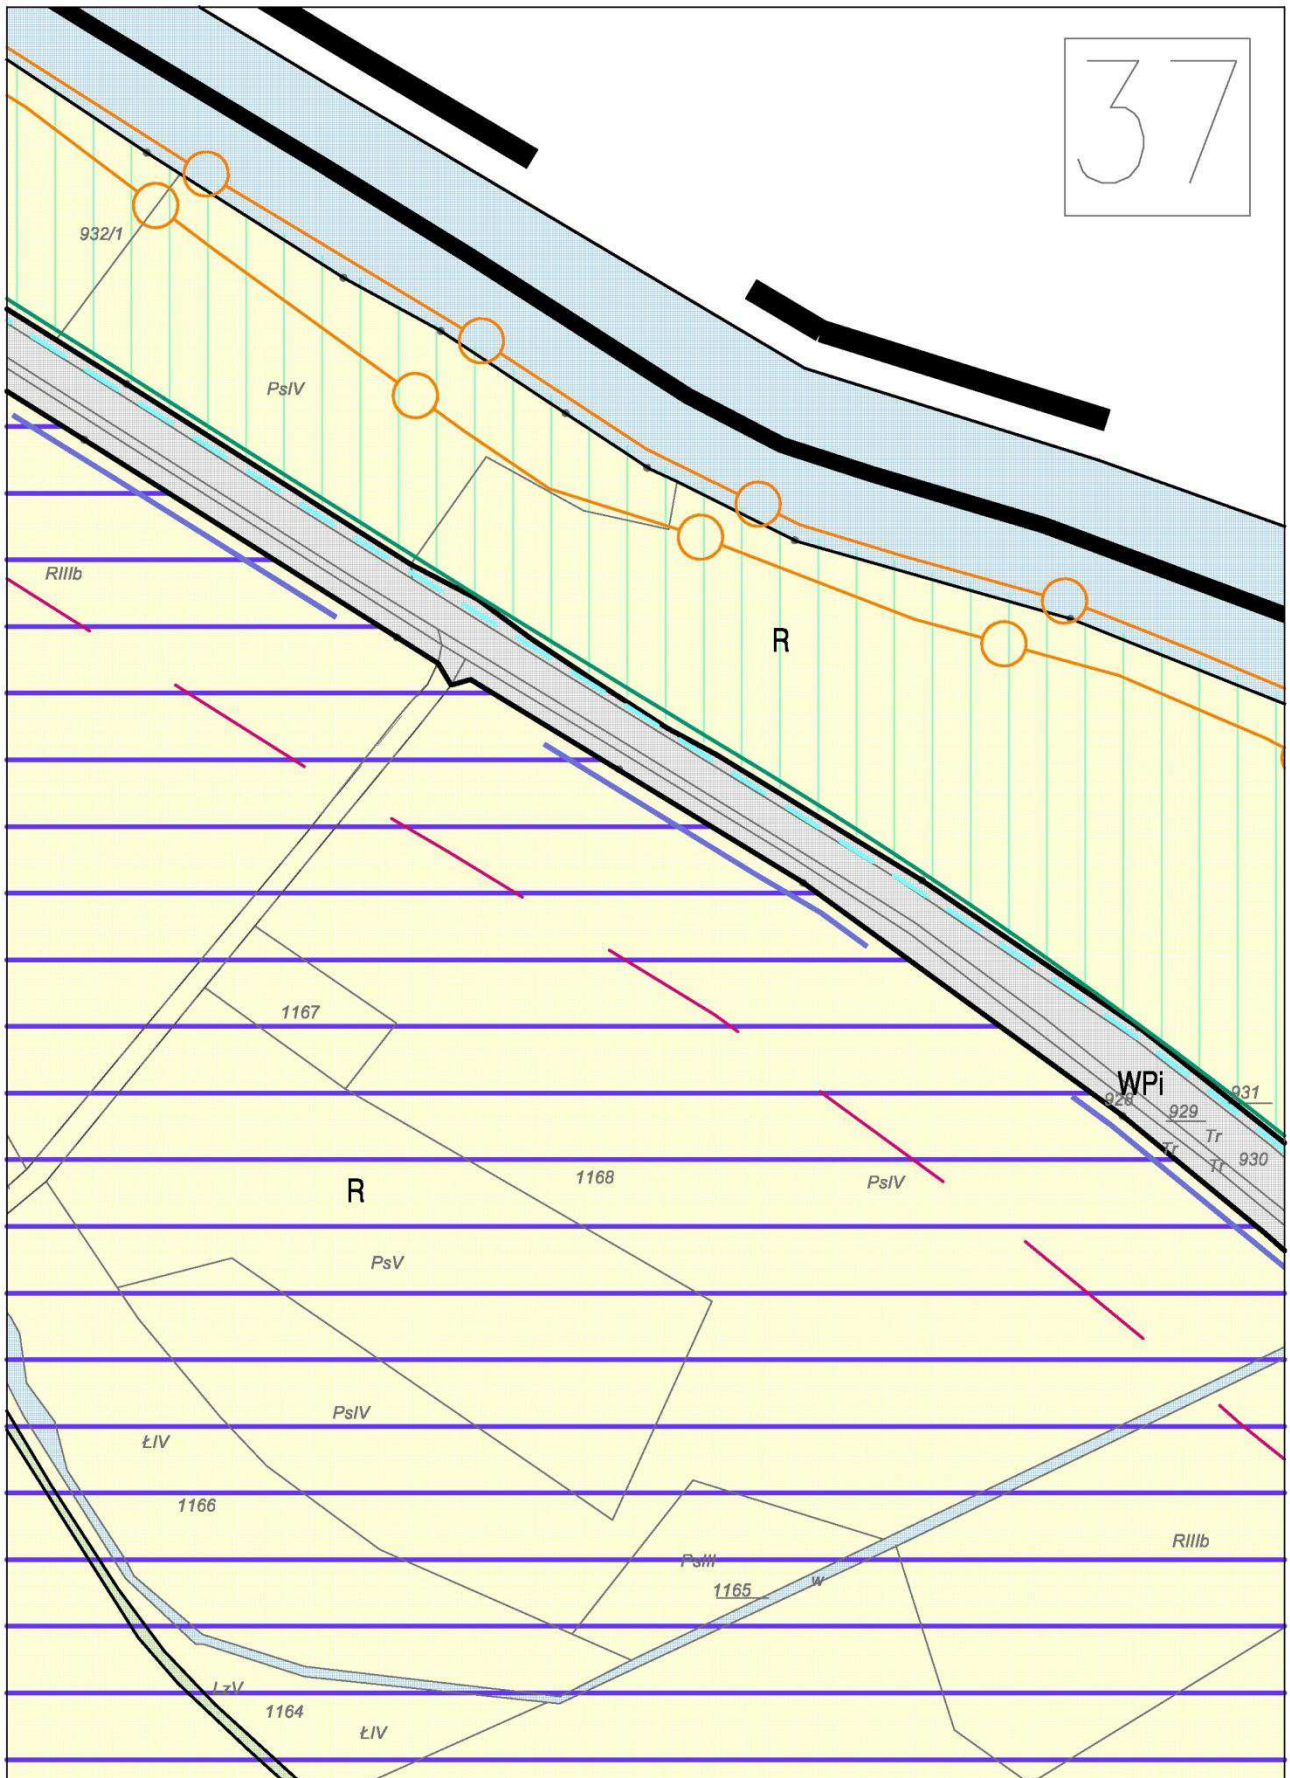 37
932/1
PsIV
RIIIb
R
1167
WPi
931
928
929
Tr
Tr
Tr
930
1168
PsIV
R
PsV
PsIV
ŁIV
1166
RIIIb
PsIII
w
1165
LzV
1164
ŁIV